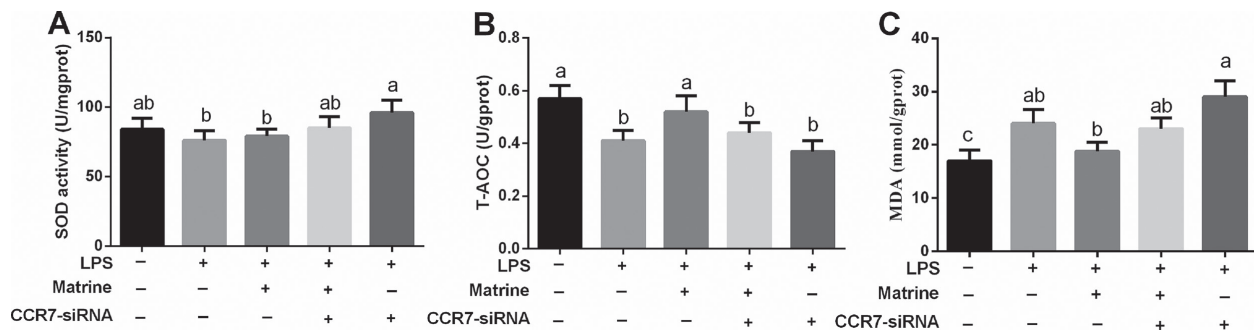 A
SOD activity (U/mgprot)
150
100
50
0
ab
b
b
ab
a
LPS – + + + +
Matrine – – + + –
CCR7-siRNA – – – + +
B
T-AOC (U/gprot)
0.8
0.6
0.4
0.2
0.0
a
b
a
b
b
LPS – + + + +
Matrine – – + + –
CCR7-siRNA – – – + +
C
MDA (mmol/gprot)
40
30
20
10
0
c
ab
b
ab
a
LPS – + + + +
Matrine – – + + –
CCR7-siRNA – – – + +